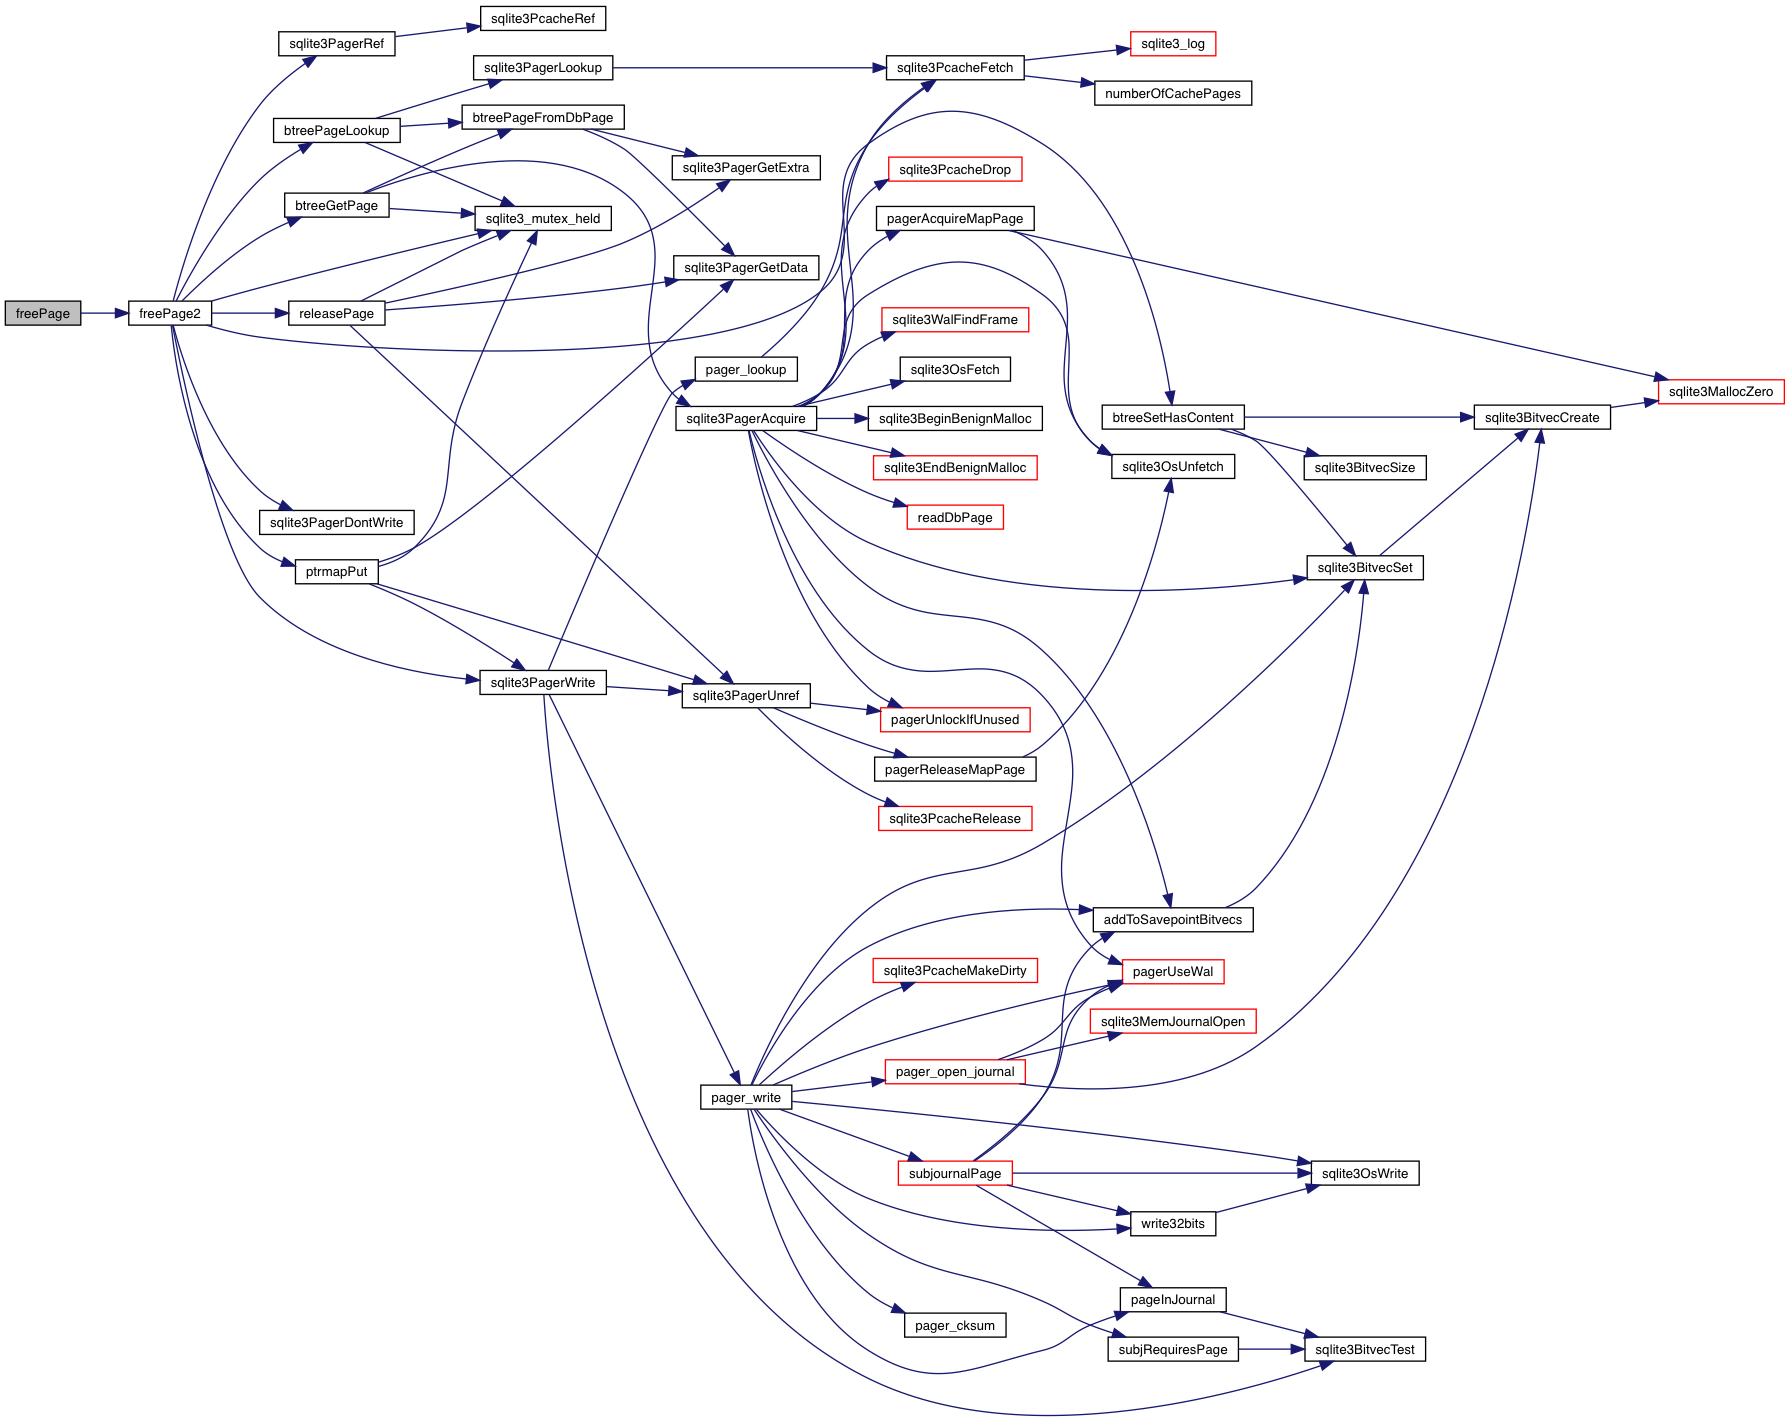 sqlite3PcacheRef
sqlite3PagerRef
sqlite3_log
sqlite3PagerLookup
sqlite3PcacheFetch
numberOfCachePages
btreePageFromDbPage
btreePageLookup
sqlite3PagerGetExtra
sqlite3PcacheDrop
btreeGetPage
sqlite3_mutex_held
pagerAcquireMapPage
sqlite3PagerGetData
freePage
freePage2
releasePage
sqlite3WalFindFrame
pager_lookup
sqlite3OsFetch
sqlite3MallocZero
sqlite3PagerAcquire
sqlite3BeginBenignMalloc
btreeSetHasContent
sqlite3BitvecCreate
sqlite3EndBenignMalloc
sqlite3OsUnfetch
sqlite3BitvecSize
readDbPage
sqlite3PagerDontWrite
ptrmapPut
sqlite3BitvecSet
sqlite3PagerWrite
sqlite3PagerUnref
pagerUnlockIfUnused
pagerReleaseMapPage
sqlite3PcacheRelease
addToSavepointBitvecs
sqlite3PcacheMakeDirty
pagerUseWal
sqlite3MemJournalOpen
pager_open_journal
pager_write
subjournalPage
sqlite3OsWrite
write32bits
pageInJournal
pager_cksum
subjRequiresPage
sqlite3BitvecTest